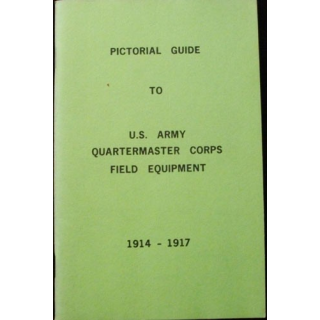 PICTORIAL GUIDE
TO
U.S. ARMY
QUARTERMASTER CORPS
FIELD EQUIPMENT
1914 - 1917